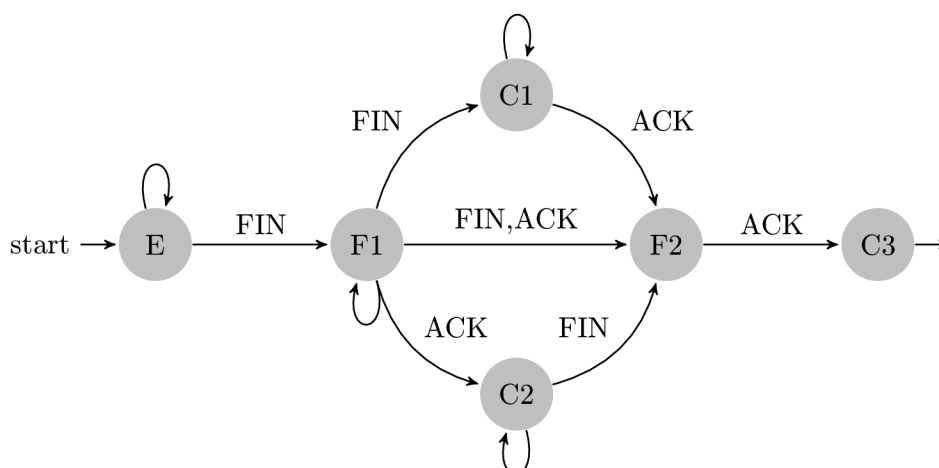 C1
FIN
ACK
FIN
FIN,ACK
ACK
start
E
F1
F2
C3
ACK
FIN
C2